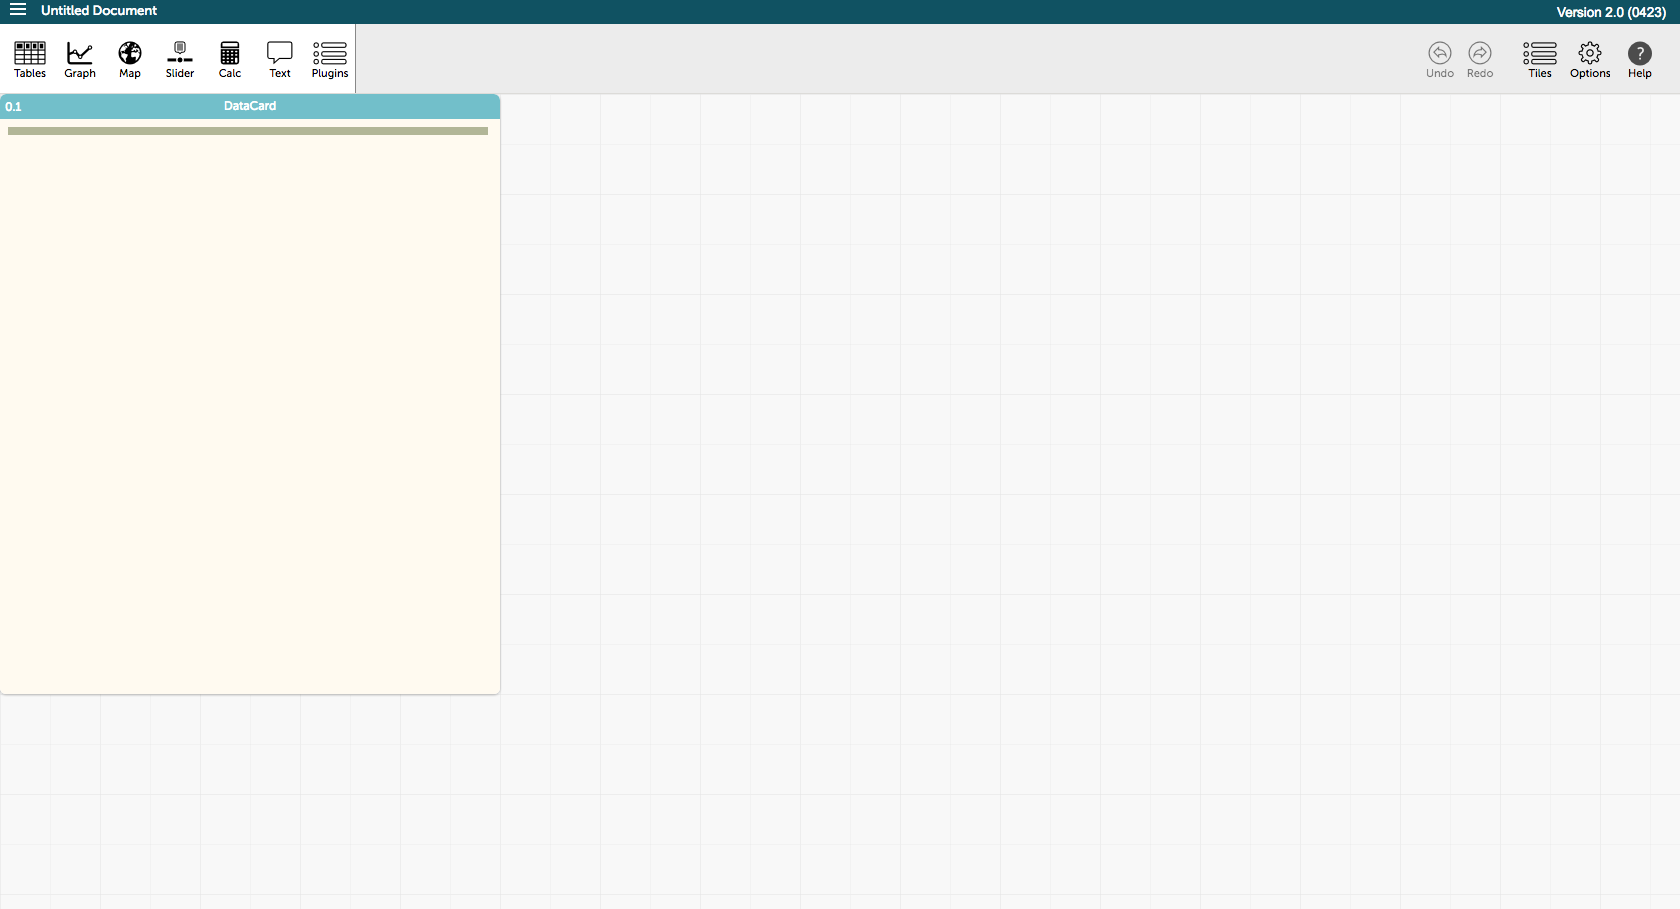 Untitled Document
Version 2.0 (0423)
Tables Graph Map Slider Calc Text Plugins
Undo Redo Tiles Options ? Help
0.1 DataCard